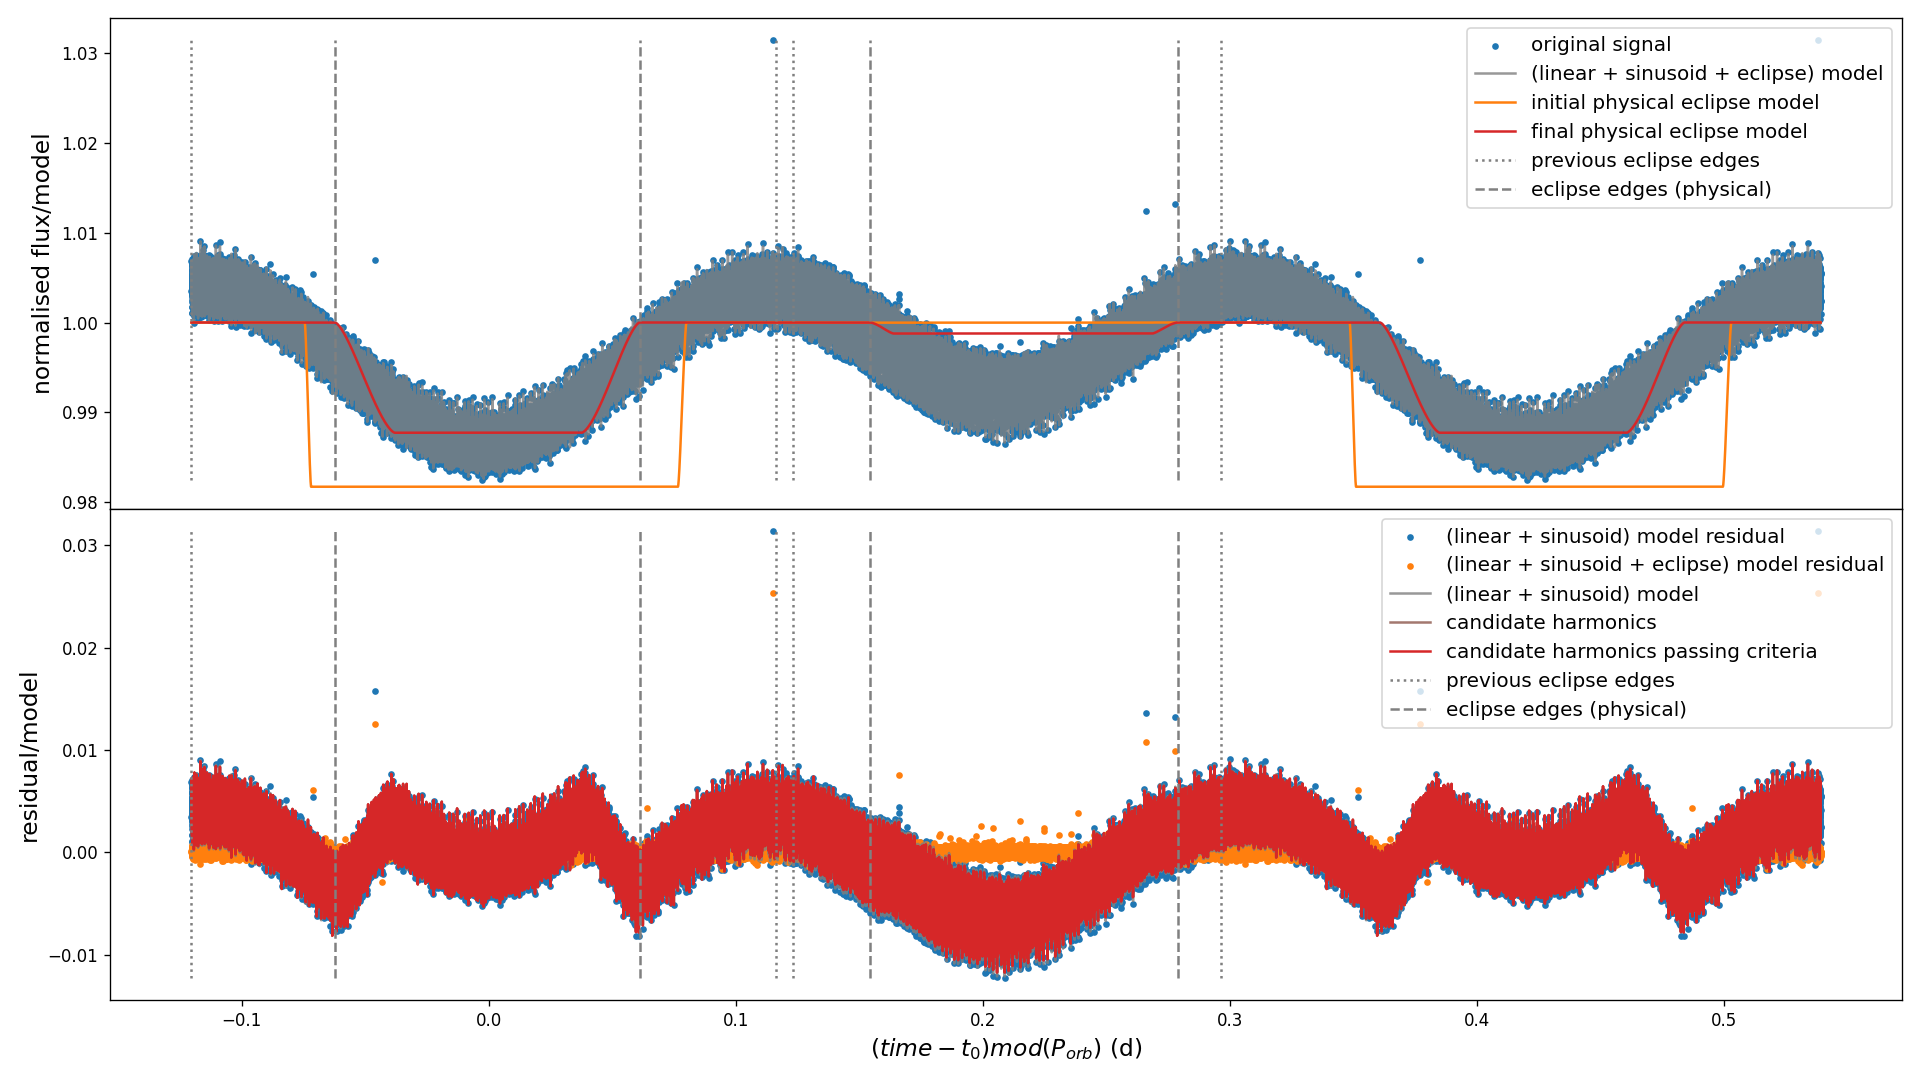 normalised flux/model
1.03
1.02
1.01
1.00
0.99
0.98
original signal
(linear + sinusoid + eclipse) model
initial physical eclipse model
final physical eclipse model
previous eclipse edges
eclipse edges (physical)
residual/model
0.03
0.02
0.01
0.00
−0.01
(linear + sinusoid) model residual
(linear + sinusoid + eclipse) model residual
(linear + sinusoid) model
candidate harmonics
candidate harmonics passing criteria
previous eclipse edges
eclipse edges (physical)
−0.1 0.0 0.1 0.2 0.3 0.4 0.5
(time − t₀)mod(P_orb) (d)